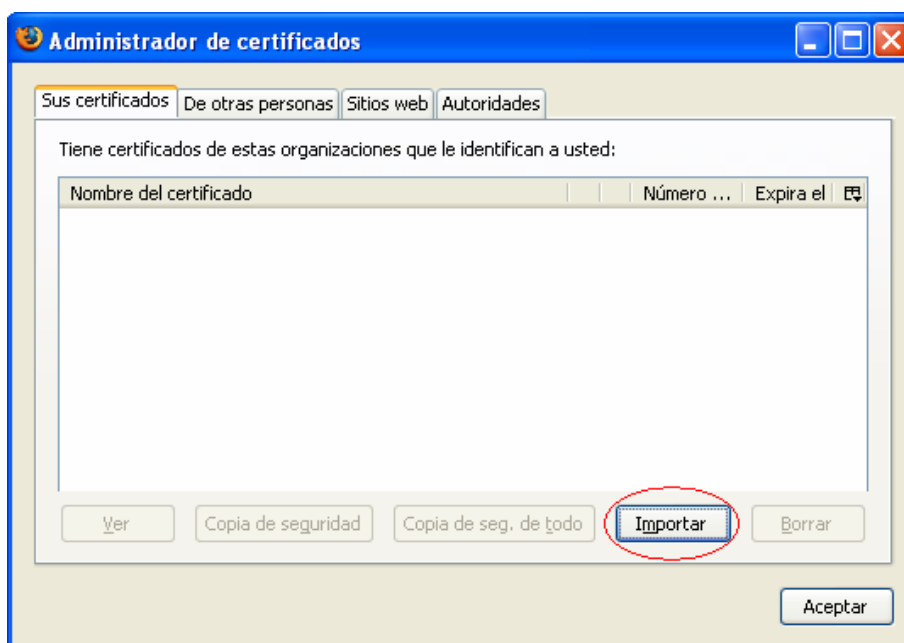 Administrador de certificados
Sus certificados De otras personas Sitios web Autoridades
Tiene certificados de estas organizaciones que le identifican a usted:
Nombre del certificado Número ... Expira el
Ver Copia de seguridad Copia de seg. de todo Importar Borrar
Aceptar